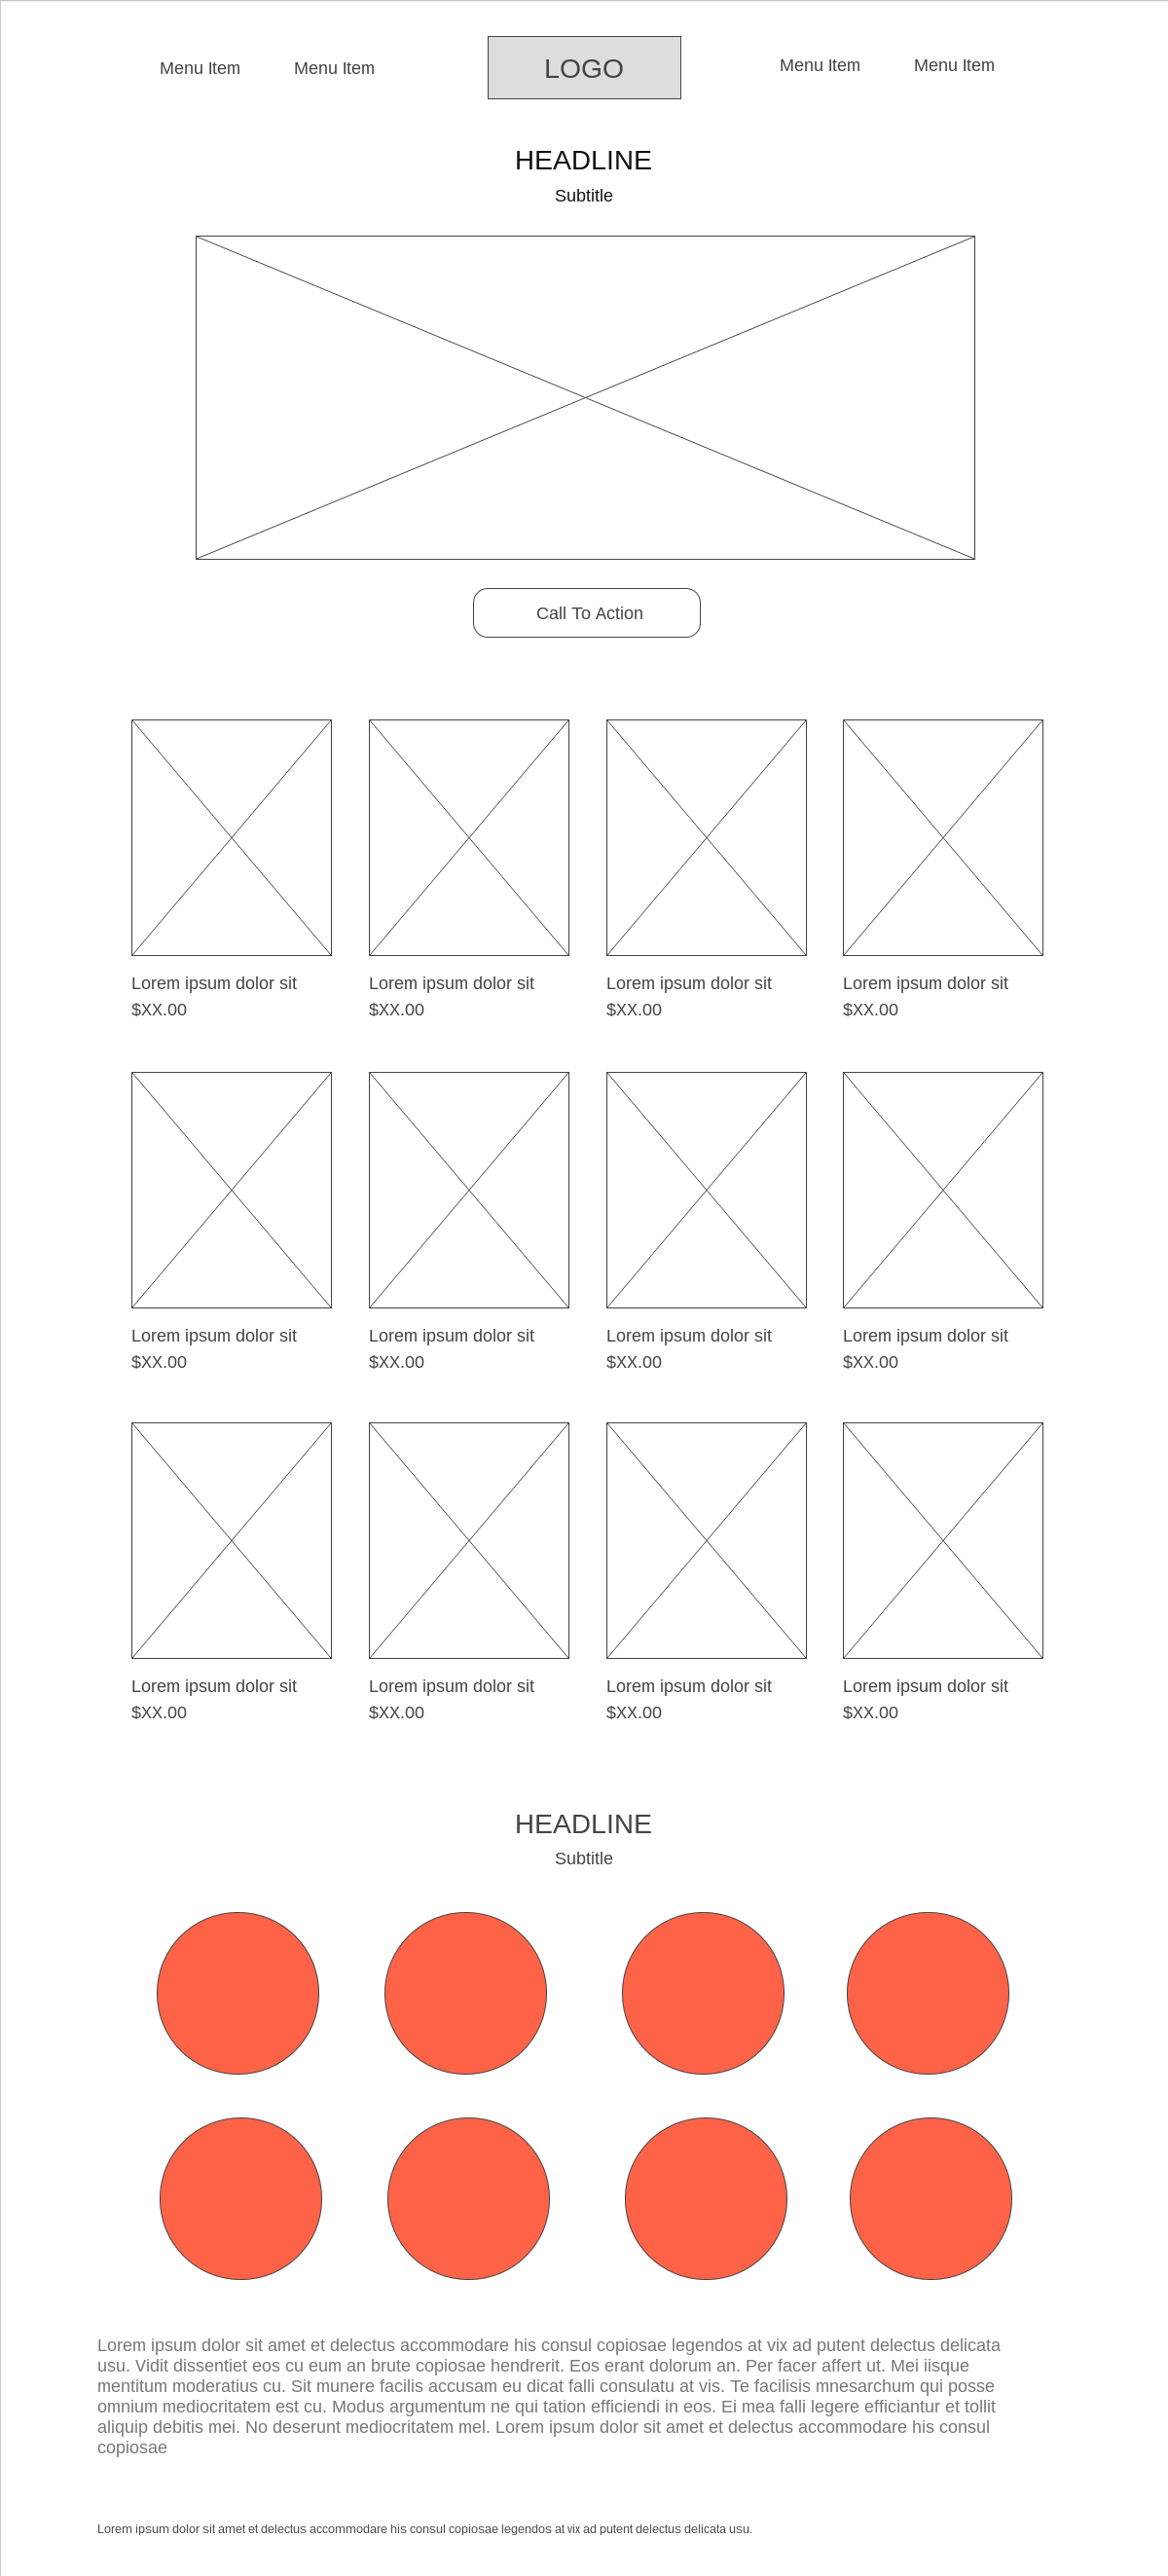 Menu Item Menu Item LOGO Menu Item Menu Item
HEADLINE
Subtitle
Call To Action
Lorem ipsum dolor sit Lorem ipsum dolor sit Lorem ipsum dolor sit Lorem ipsum dolor sit
$XX.00 $XX.00 $XX.00 $XX.00
Lorem ipsum dolor sit Lorem ipsum dolor sit Lorem ipsum dolor sit Lorem ipsum dolor sit
$XX.00 $XX.00 $XX.00 $XX.00
Lorem ipsum dolor sit Lorem ipsum dolor sit Lorem ipsum dolor sit Lorem ipsum dolor sit
$XX.00 $XX.00 $XX.00 $XX.00
HEADLINE
Subtitle
Lorem ipsum dolor sit amet et delectus accommodare his consul copiosae legendos at vix ad putent delectus delicata
usu. Vidit dissentiet eos cu eum an brute copiosae hendrerit. Eos erant dolorum an. Per facer affert ut. Mei iisque
mentitum moderatius cu. Sit munere facilis accusam eu dicat falli consulatu at vis. Te facilisis mnesarchum qui posse
omnium mediocritatem est cu. Modus argumentum ne qui tation efficiendi in eos. Ei mea falli legere efficiantur et tollit
aliquip debitis mei. No deserunt mediocritatem mel. Lorem ipsum dolor sit amet et delectus accommodare his consul
copiosae
Lorem ipsum dolor sit amet et delectus accommodare his consul copiosae legendos at vix ad putent delectus delicata usu.